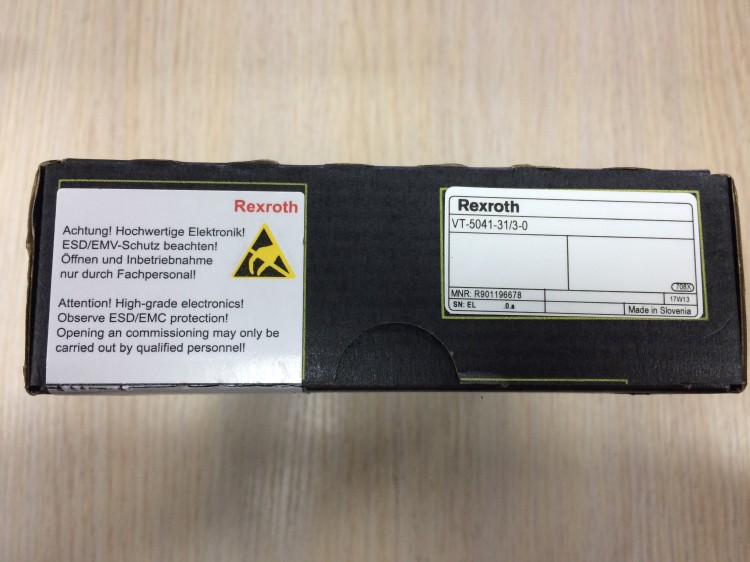 Rexroth
Achtung! Hochwertige Elektronik!
ESD/EMV-Schutz beachten!
Öffnen und Inbetriebnahme
nur durch Fachpersonal!
Attention! High-grade electronics!
Observe ESD/EMC protection!
Opening an commissioning may only be
carried out by qualified personnel!
Rexroth
VT-5041-31/3-0
708X
MNR: R901196678
17W13
SN: EL .0.a
Made in Slovenia